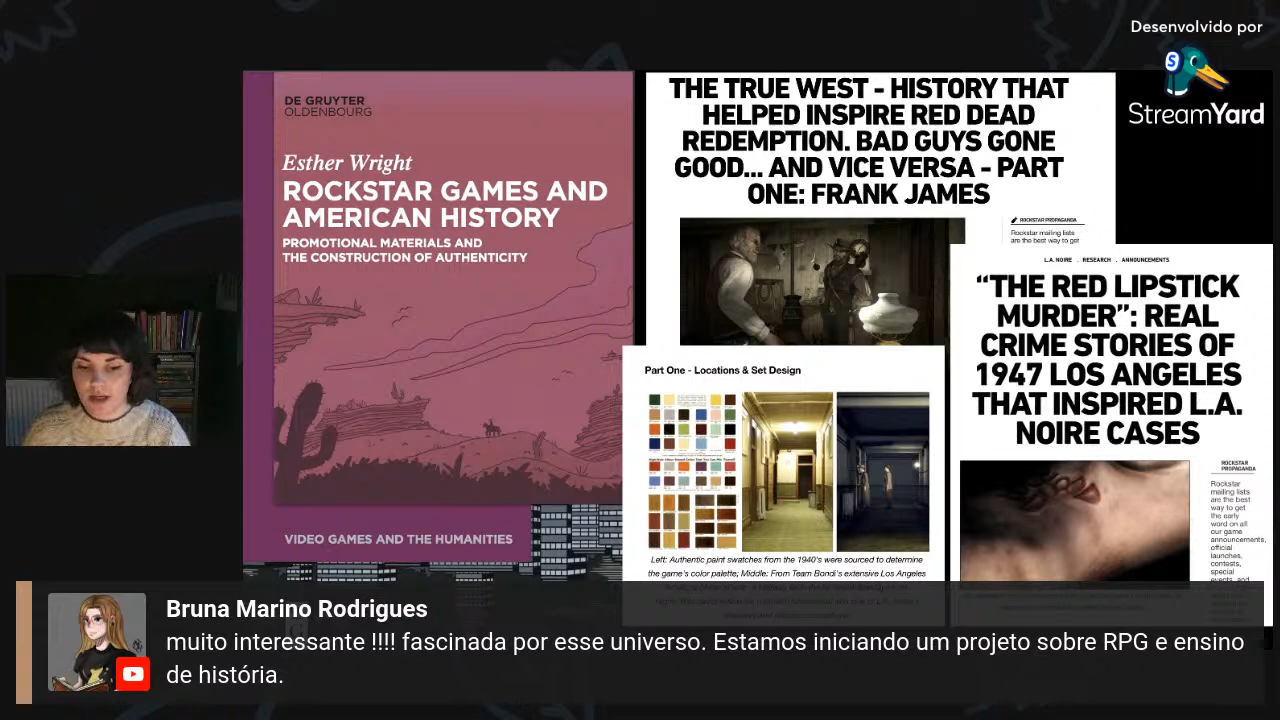 Desenvolvido por
StreamYard
DE GRUYTER
OLDENBOURG
Esther Wright
ROCKSTAR GAMES AND
AMERICAN HISTORY
PROMOTIONAL MATERIALS AND
THE CONSTRUCTION OF AUTHENTICITY
VIDEO GAMES AND THE HUMANITIES
THE TRUE WEST - HISTORY THAT
HELPED INSPIRE RED DEAD
REDEMPTION. BAD GUYS GONE
GOOD... AND VICE VERSA - PART
ONE: FRANK JAMES
ROCKSTAR PROPAGANDA
Rockstar mailing lists
are the best way to get
L.A. NOIRE . RESEARCH . ANNOUNCEMENTS
“THE RED LIPSTICK
MURDER”: REAL
CRIME STORIES OF
1947 LOS ANGELES
THAT INSPIRED L.A.
NOIRE CASES
ROCKSTAR
PROPAGANDA
Rockstar
mailing lists
are the best
way to get
the early
word on all
our game
announcements,
official
launches,
contests,
special
events, and
Part One - Locations & Set Design
Left: Authentic paint swatches from the 1940's were sourced to determine
the game's color palette; Middle: From Team Bondi's extensive Los Angeles
Bruna Marino Rodrigues
muito interessante !!!! fascinada por esse universo. Estamos iniciando um projeto sobre RPG e ensino
de história.